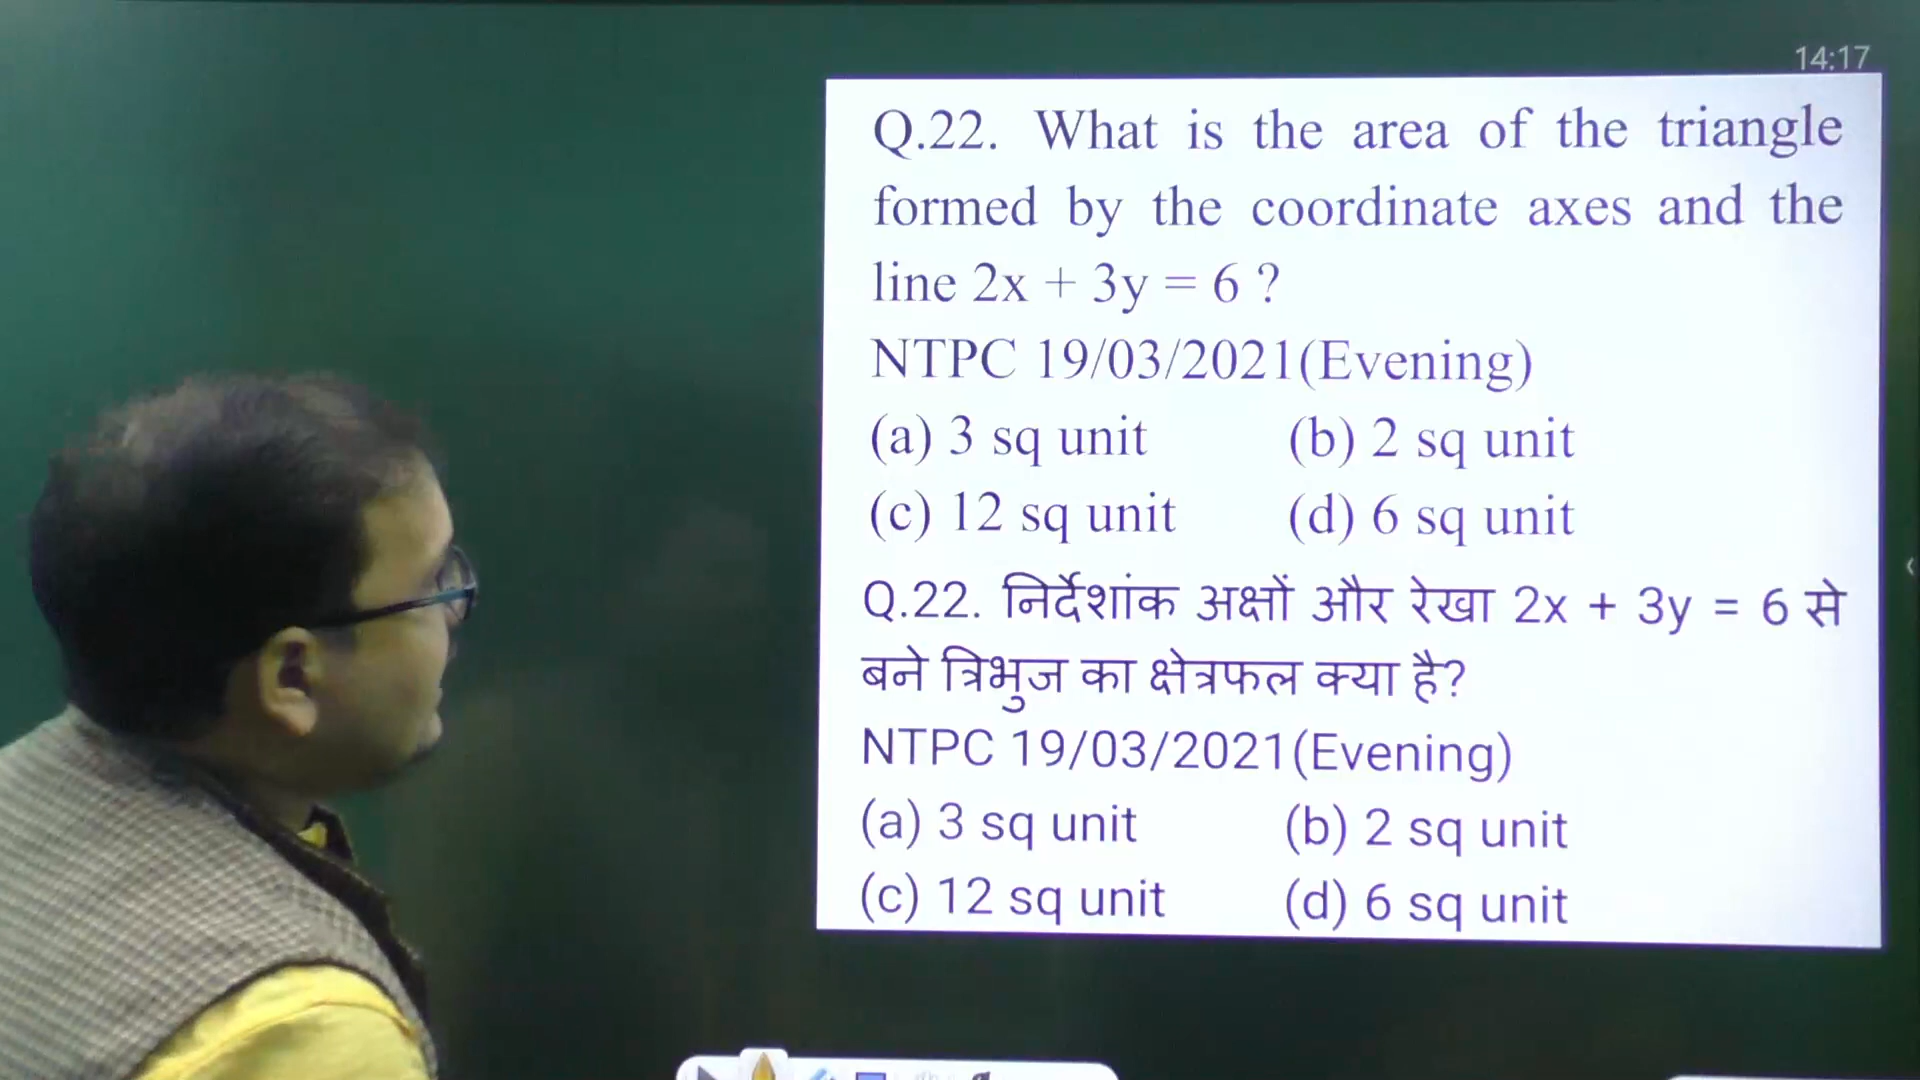 14:17
Q.22. What is the area of the triangle
formed by the coordinate axes and the
line 2x + 3y = 6 ?
NTPC 19/03/2021(Evening)
(a) 3 sq unit (b) 2 sq unit
(c) 12 sq unit (d) 6 sq unit
Q.22. निर्देशांक अक्षों और रेखा 2x + 3y = 6 से
बने त्रिभुज का क्षेत्रफल क्या है?
NTPC 19/03/2021(Evening)
(a) 3 sq unit (b) 2 sq unit
(c) 12 sq unit (d) 6 sq unit